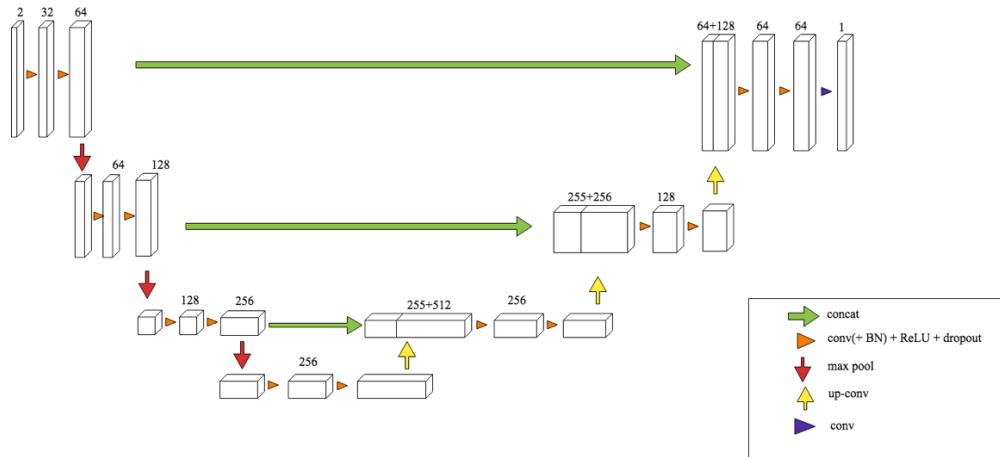 2 32 64
64+128 64 64 1
64 128
255+256 128
128 256
255+512 256
256
concat
conv(+ BN) + ReLU + dropout
max pool
up-conv
conv